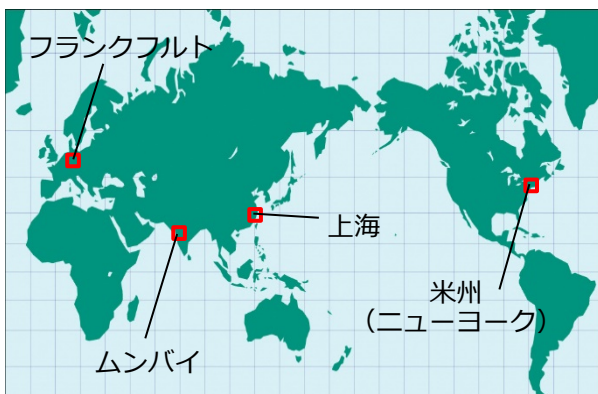 フランクフルト
上海
米州
（ニューヨーク）
ムンバイ